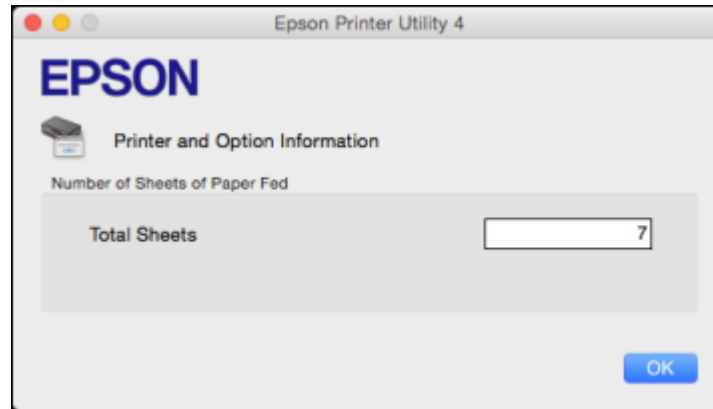 Epson Printer Utility 4
EPSON
Printer and Option Information
Number of Sheets of Paper Fed
Total Sheets 7
OK